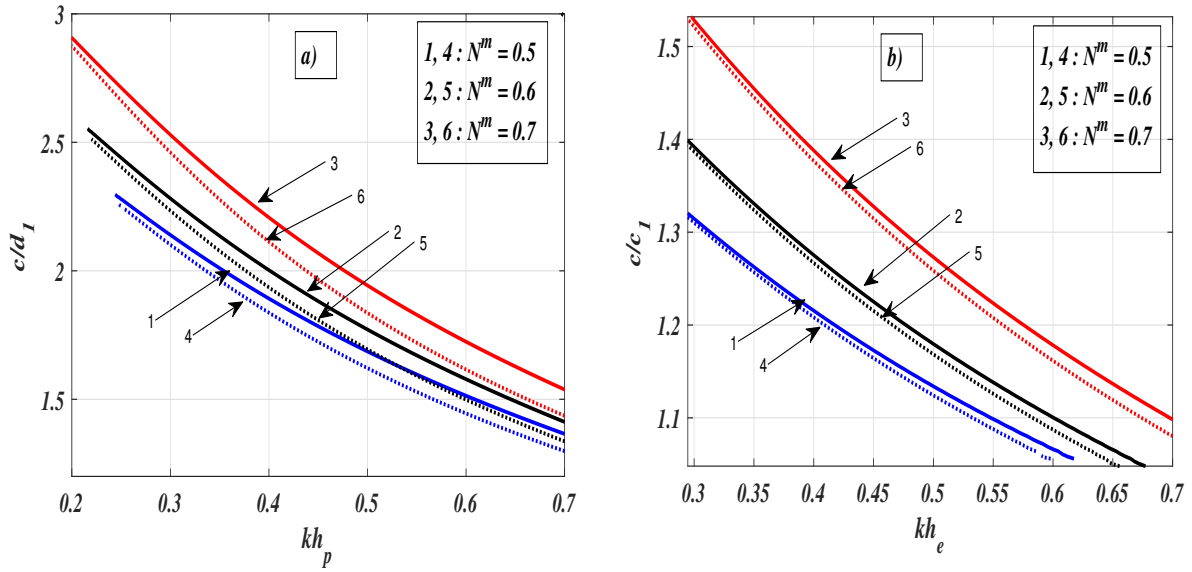 a)
1, 4 : N^m = 0.5
2, 5 : N^m = 0.6
3, 6 : N^m = 0.7
3
2.5
2
1.5
c/d_1
3
6
2
5
1
4
0.2 0.3 0.4 0.5 0.6 0.7
kh_p
b)
1, 4 : N^m = 0.5
2, 5 : N^m = 0.6
3, 6 : N^m = 0.7
1.5
1.4
1.3
1.2
1.1
c/c_1
3
6
2
5
1
4
0.3 0.35 0.4 0.45 0.5 0.55 0.6 0.65 0.7
kh_e